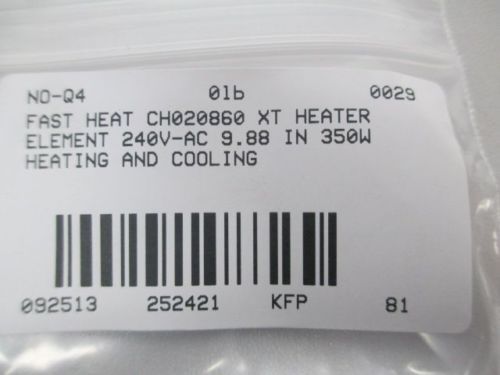 NO-Q4 01b 0029
FAST HEAT CH020860 XT HEATER
ELEMENT 240V-AC 9.88 IN 350W
HEATING AND COOLING
092513 252421 KFP 81